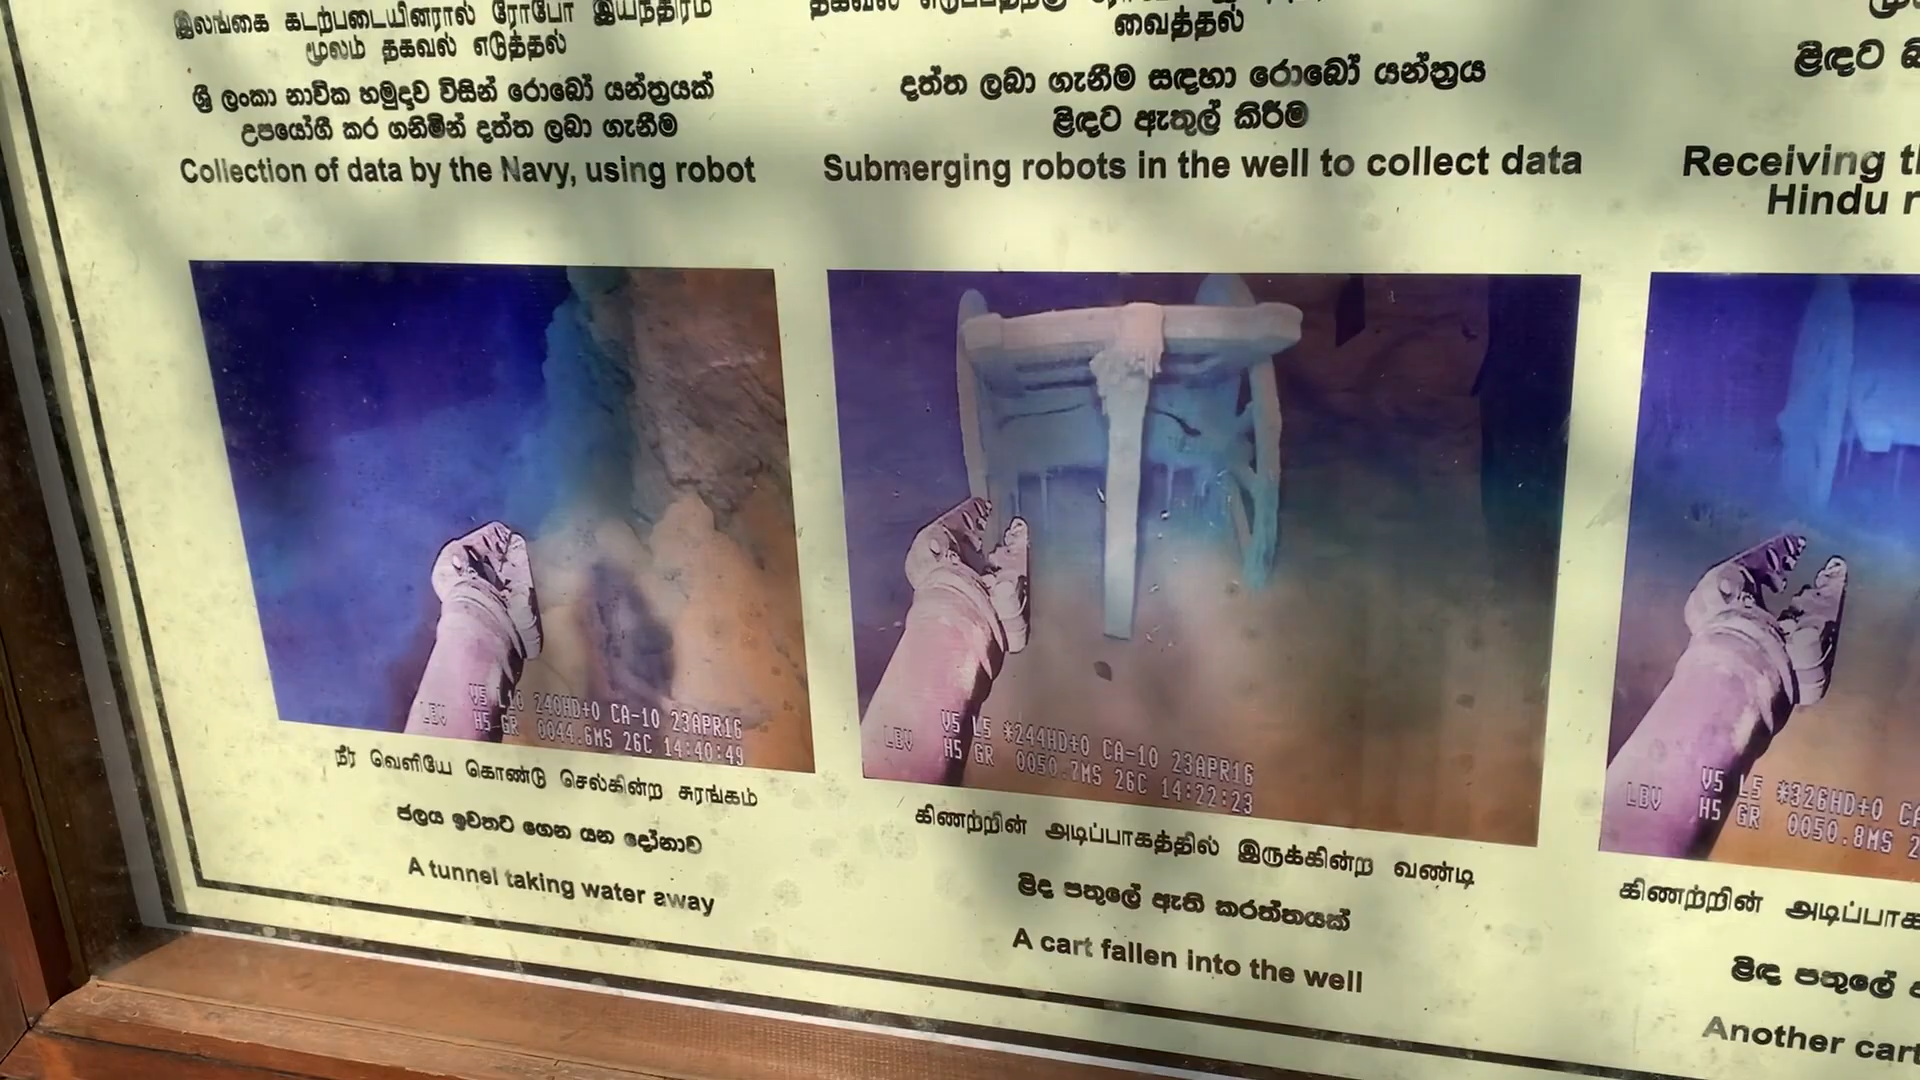 இலங்கை கடற்படையினரால் ரோபோ இயந்திரம்
மூலம் தகவல் எடுத்தல்
ශ්‍රී ලංකා නාවික හමුදාව විසින් රොබෝ යන්ත්‍රයක්
උපයෝගී කර ගනිමින් දත්ත ලබා ගැනීම
Collection of data by the Navy, using robot
வைத்தல்
දත්ත ලබා ගැනීම සඳහා රොබෝ යන්ත්‍රය
ළිඳට ඇතුල් කිරීම
Submerging robots in the well to collect data
ළිඳට
Receiving
Hindu
LBV V5 L10 240HD+0 CA-10 23APR16
H5 GR 0044.6MS 26C 14:40:49
நீர் வெளியே கொண்டு செல்கின்ற சுரங்கம்
ජලය ඉවතට ගෙන යන දෝනාව
A tunnel taking water away
LBV V5 L5 *244HD+0 CA-10 23APR16
H5 GR 0050.7MS 26C 14:22:23
கிணற்றின் அடிப்பாகத்தில் இருக்கின்ற வண்டி
ළිඳ පතුලේ ඇති කරත්තයක්
A cart fallen into the well
LBV V5 L5 *326HD+0
H5 GR 0050.8MS
கிணற்றின்
ළිඳ පතුලේ
Another cart